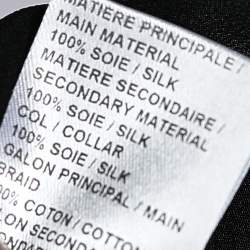 MATIERE PRINCIPALE /
MAIN MATERIAL
100% SOIE / SILK
MATIERE SECONDAIRE /
SECONDARY MATERIAL
100% SOIE / SILK
COL / COLLAR
100% SOIE / SILK
GALON PRINCIPAL / MAIN
BRAID
COTON / COTTON